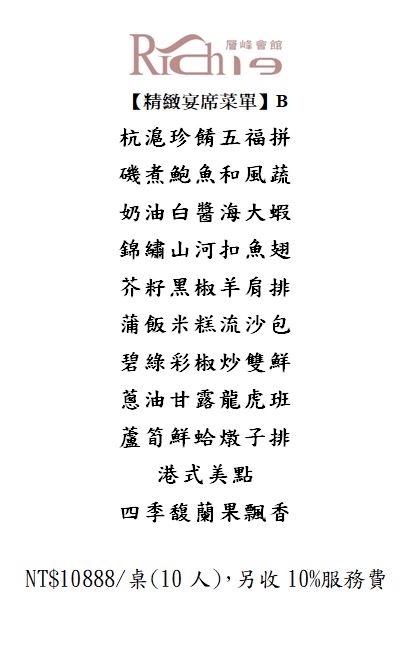 Rich 19 層峰會館
【精緻宴席菜單】B
杭滬珍餚五福拼
磯煮鮑魚和風蔬
奶油白醬海大蝦
錦繡山河扣魚翅
芥籽黑椒羊肩排
蒲飯米糕流沙包
碧綠彩椒炒雙鮮
蔥油甘露龍虎班
蘆筍鮮蛤燉子排
港式美點
四季馥蘭果飄香
NT$10888/桌(10人),另收10%服務費